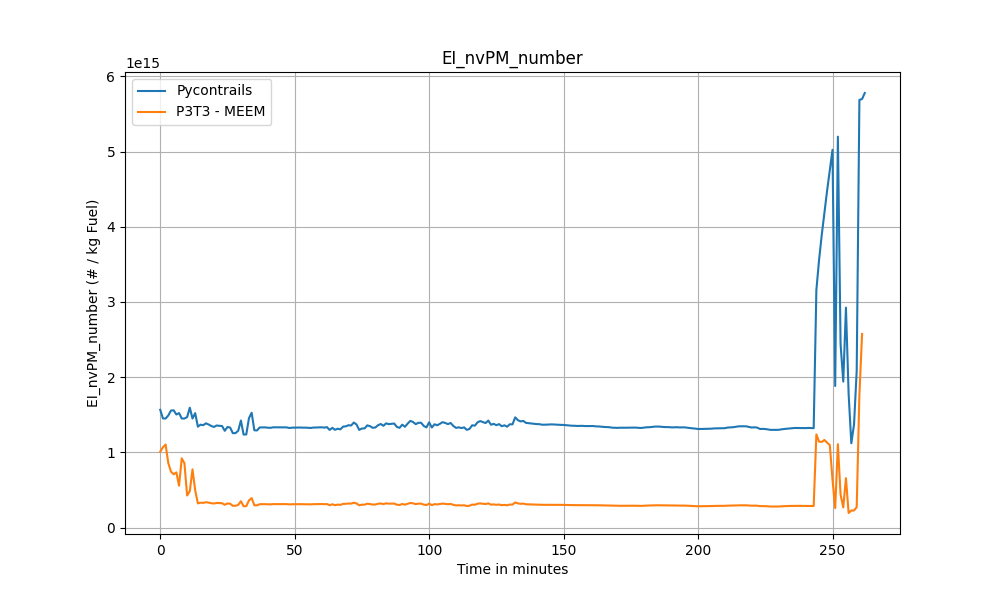 EI_nvPM_number
1e15
Pycontrails
P3T3 - MEEM
6
5
4
3
2
1
0
EI_nvPM_number (# / kg Fuel)
0 50 100 150 200 250
Time in minutes